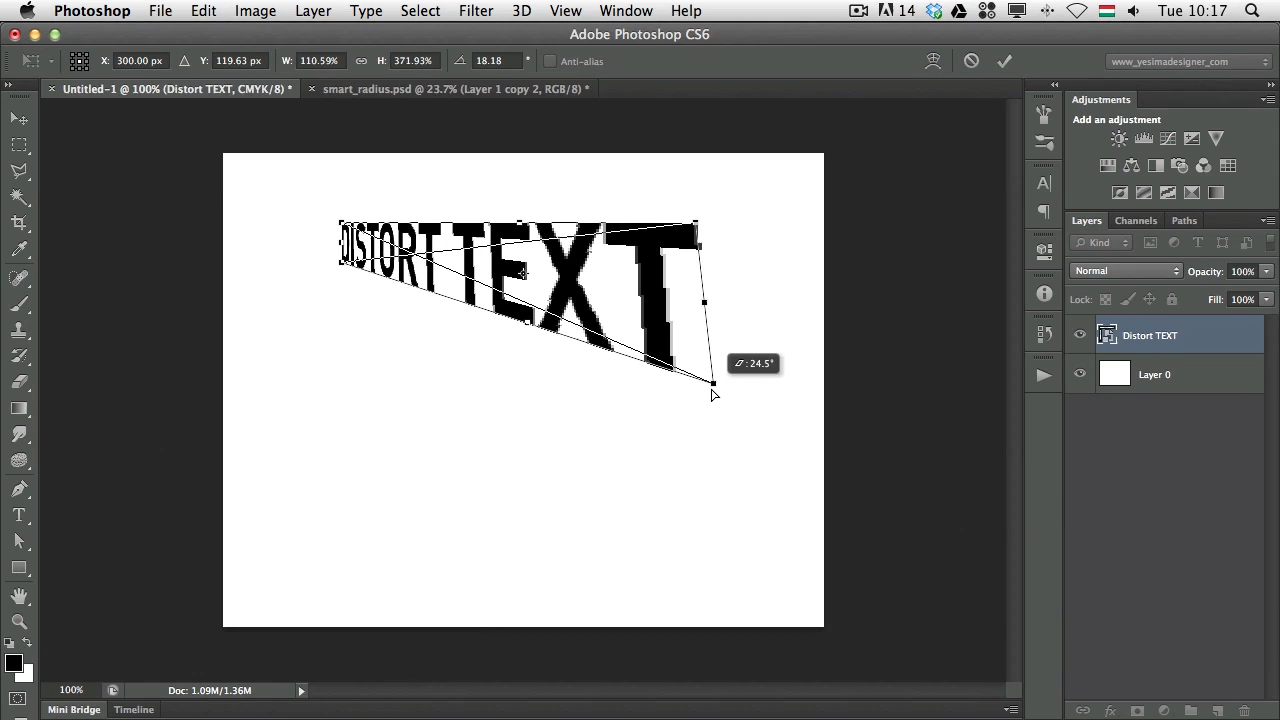 Photoshop File Edit Image Layer Type Select Filter 3D View Window Help 14 Tue 10:17
Adobe Photoshop CS6
X: 300.00 px Y: 119.63 px W: 110.59% H: 371.93% 18.18 ° Anti-alias www_yesimadesigner_com
Untitled-1 @ 100% (Distort TEXT, CMYK/8) * smart_radius.psd @ 23.7% (Layer 1 copy 2, RGB/8) *
Adjustments
Add an adjustment
DISTORT TEXT
Layers Channels Paths
Kind
Normal Opacity: 100%
Lock: Fill: 100%
Distort TEXT
: 24.5°
Layer 0
100% Doc: 1.09M/1.36M
Mini Bridge Timeline